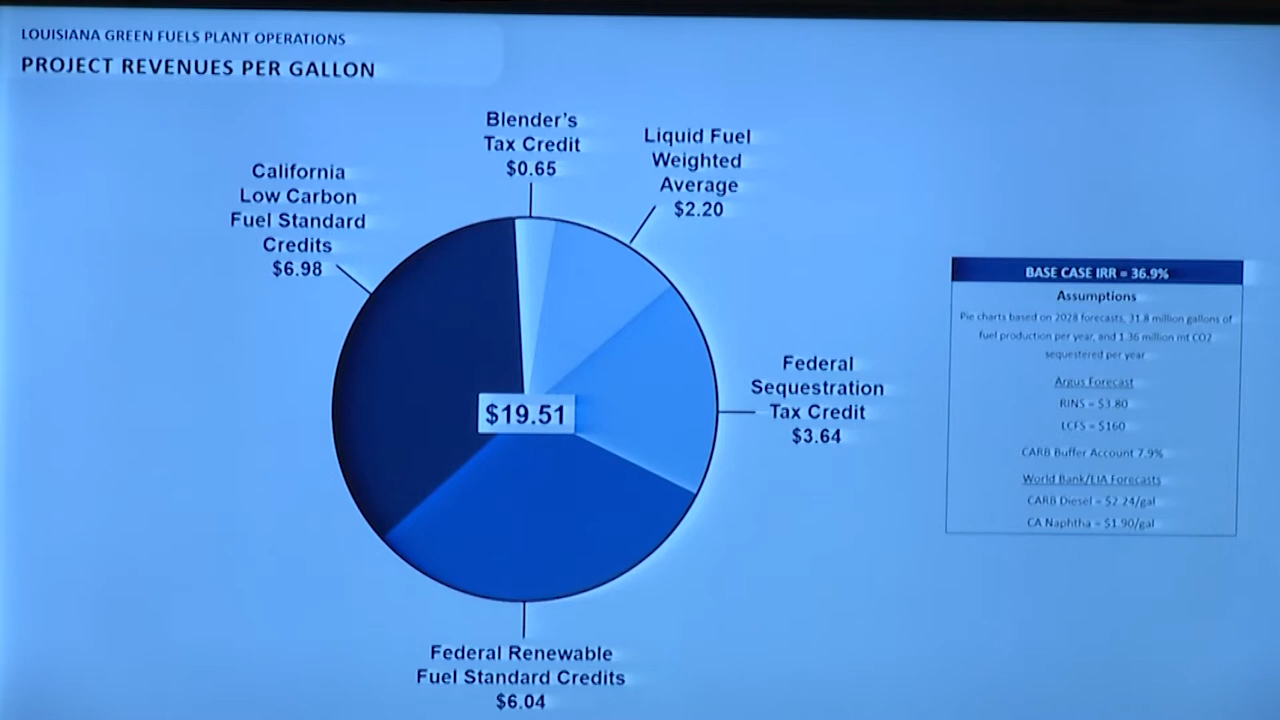 LOUISIANA GREEN FUELS PLANT OPERATIONS
PROJECT REVENUES PER GALLON
Blender's
Tax Credit
$0.65
Liquid Fuel
Weighted
Average
$2.20
California
Low Carbon
Fuel Standard
Credits
$6.98
$19.51
Federal
Sequestration
Tax Credit
$3.64
Federal Renewable
Fuel Standard Credits
$6.04
BASE CASE IRR = 36.9%
Assumptions
Pie charts based on 2028 forecasts, 31.8 million gallons of
fuel production per year, and 1.36 million mt CO2
sequestered per year
Argus Forecast
RINS = $3.80
LCFS = $160
CARB Buffer Account 7.9%
World Bank/EIA Forecasts
CARB Diesel = $2.24/gal
CA Naphtha = $1.90/gal